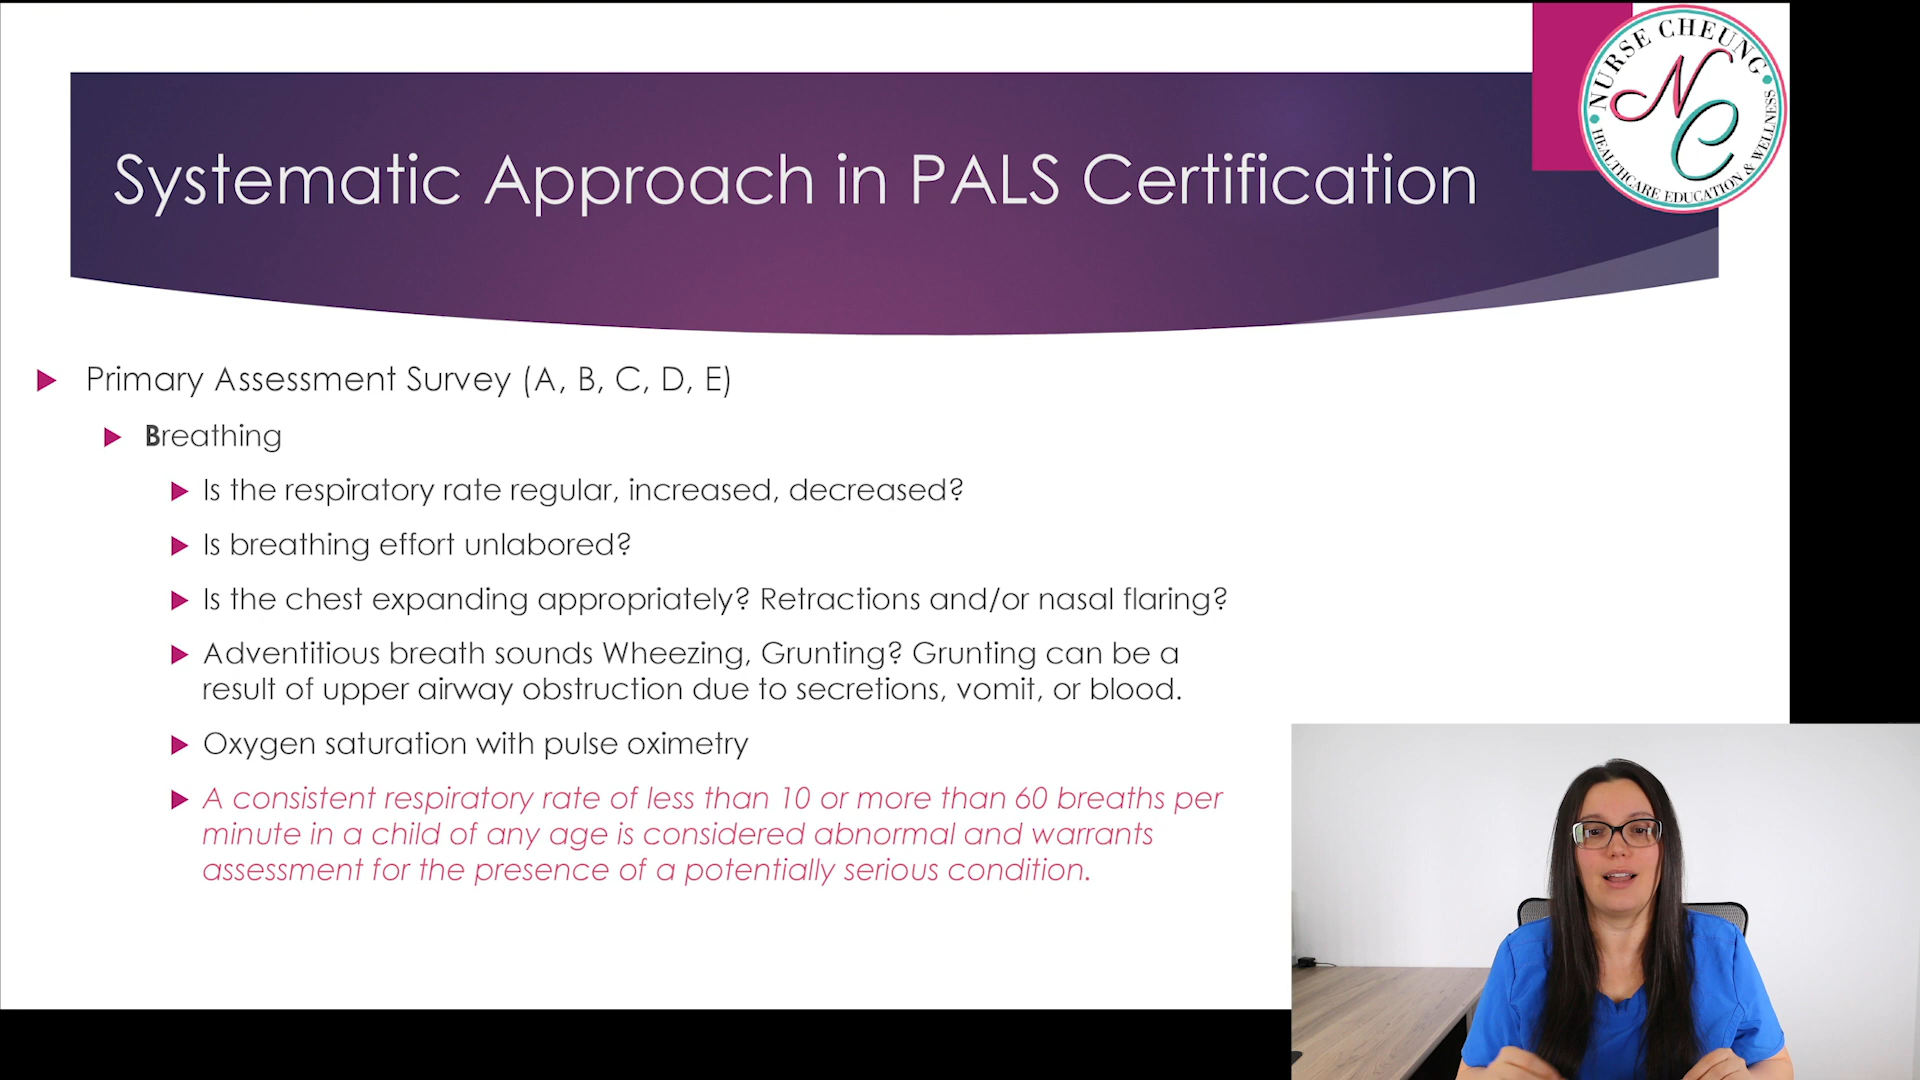 NURSE CHEUNG
NC
HEALTHCARE EDUCATION & WELLNESS
Systematic Approach in PALS Certification
Primary Assessment Survey (A, B, C, D, E)
Breathing
Is the respiratory rate regular, increased, decreased?
Is breathing effort unlabored?
Is the chest expanding appropriately? Retractions and/or nasal flaring?
Adventitious breath sounds Wheezing, Grunting? Grunting can be a
result of upper airway obstruction due to secretions, vomit, or blood.
Oxygen saturation with pulse oximetry
A consistent respiratory rate of less than 10 or more than 60 breaths per
minute in a child of any age is considered abnormal and warrants
assessment for the presence of a potentially serious condition.